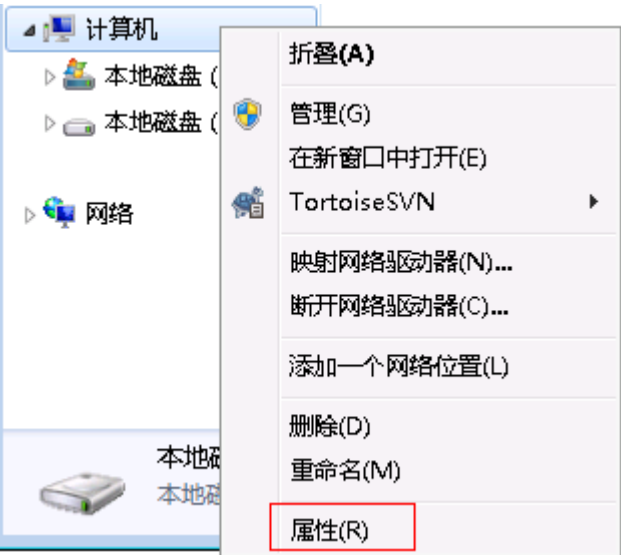 计算机
本地磁盘 (
本地磁盘 (
网络
折叠(A)
管理(G)
在新窗口中打开(E)
TortoiseSVN
映射网络驱动器(N)...
断开网络驱动器(C)...
添加一个网络位置(L)
删除(D)
重命名(M)
属性(R)
本地磁
本地磁